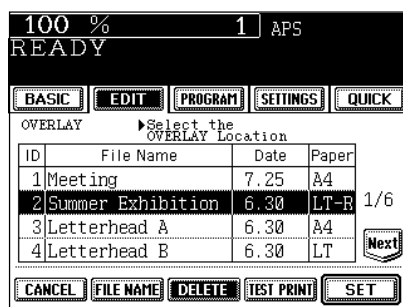 100 % 1 APS
READY
BASIC EDIT PROGRAM SETTINGS QUICK
OVERLAY ▶Select the
OVERLAY Location
ID File Name Date Paper
1 Meeting 7.25 A4
2 Summer Exhibition 6.30 LT-R 1/6
3 Letterhead A 6.30 A4
4 Letterhead B 6.30 LT Next
CANCEL FILE NAME DELETE TEST PRINT SET